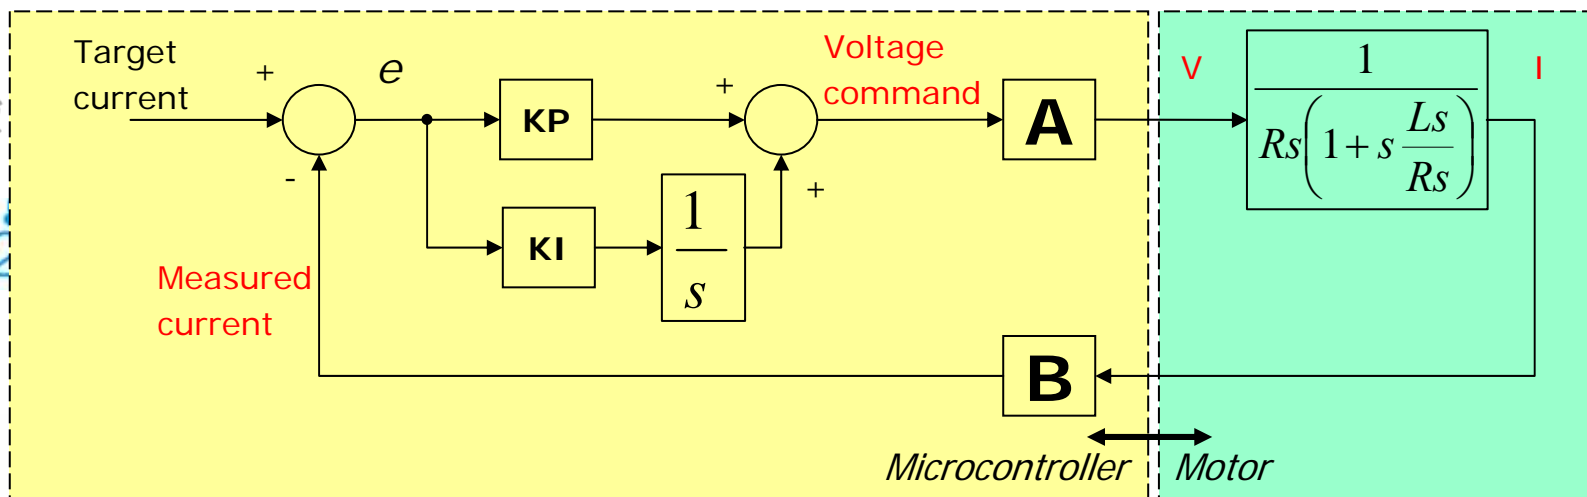 Target
current
+
-
e
KP
KI
1
s
+
+
Voltage
command
A
V
1
Rs(1+s Ls
Rs)
I
Measured
current
B
Microcontroller
Motor